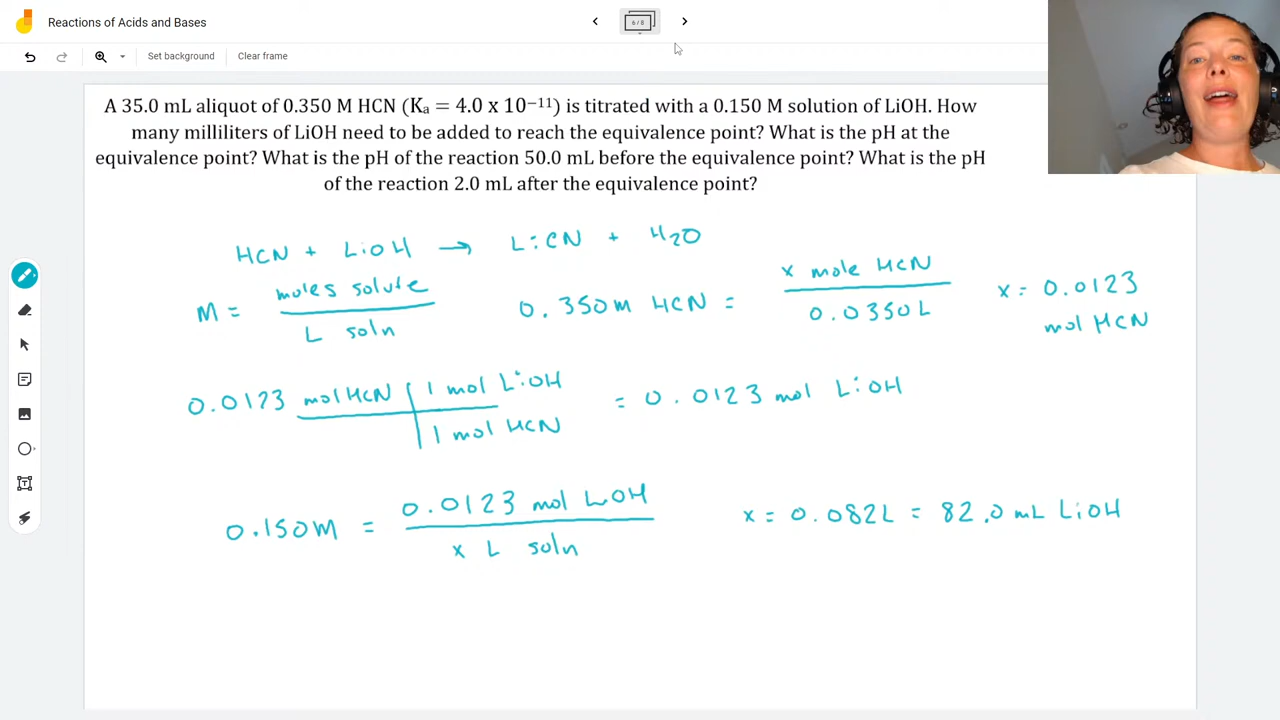 Reactions of Acids and Bases
6 / 8
Set background
Clear frame
A 35.0 mL aliquot of 0.350 M HCN (Kₐ = 4.0 x 10⁻¹¹) is titrated with a 0.150 M solution of LiOH. How
many milliliters of LiOH need to be added to reach the equivalence point? What is the pH at the
equivalence point? What is the pH of the reaction 50.0 mL before the equivalence point? What is the pH
of the reaction 2.0 mL after the equivalence point?
HCN + LiOH → LiCN + H₂O
M = moles solute / L soln
0.350M HCN = x mole HCN / 0.0350L
x = 0.0123 mol HCN
0.0123 mol HCN | 1 mol LiOH / 1 mol HCN = 0.0123 mol LiOH
0.150M = 0.0123 mol LiOH / x L soln
x = 0.082L = 82.0 mL LiOH